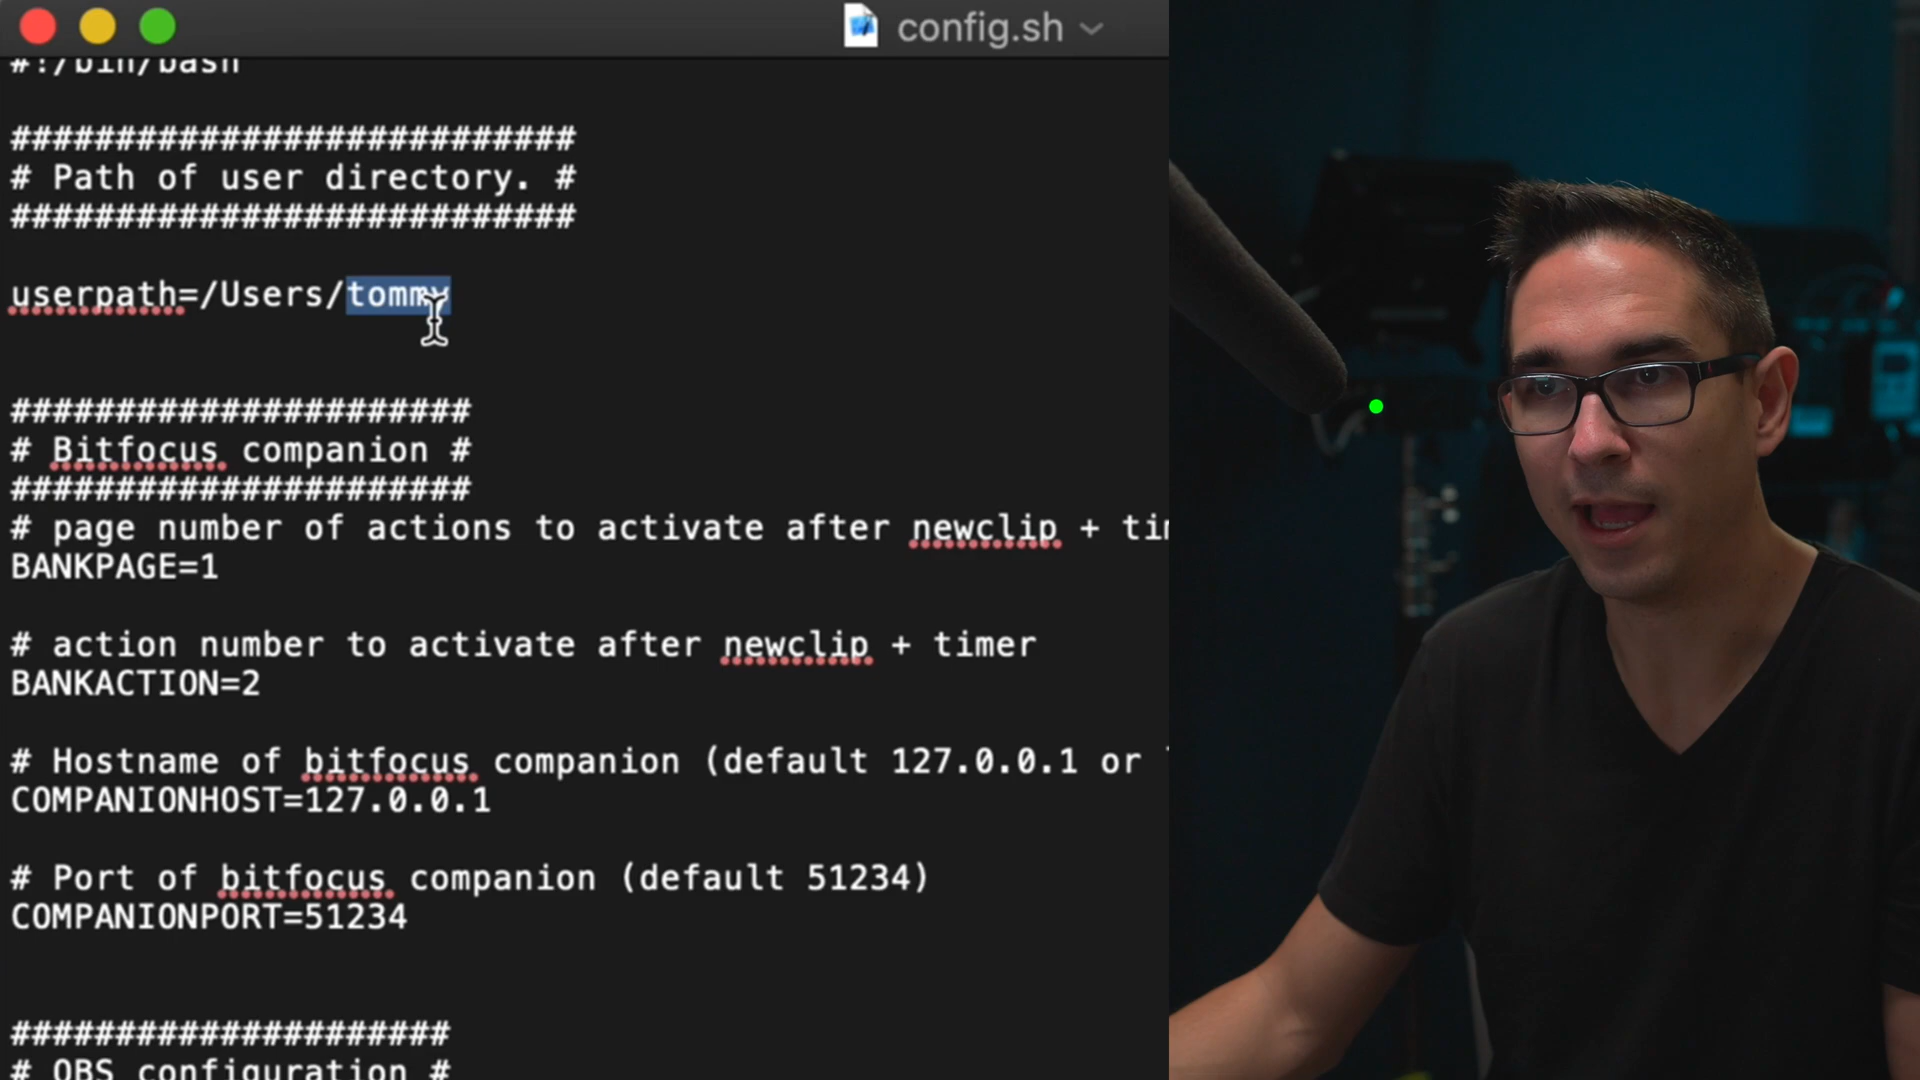 config.sh
#!/bin/bash
###########################
# Path of user directory. #
###########################
userpath=/Users/tommy
######################
# Bitfocus companion #
######################
# page number of actions to activate after newclip +
BANKPAGE=1
# action number to activate after newclip + timer
BANKACTION=2
# Hostname of bitfocus companion (default 127.0.0.1 or
COMPANIONHOST=127.0.0.1
# Port of bitfocus companion (default 51234)
COMPANIONPORT=51234
#####################
# OBS configuration #